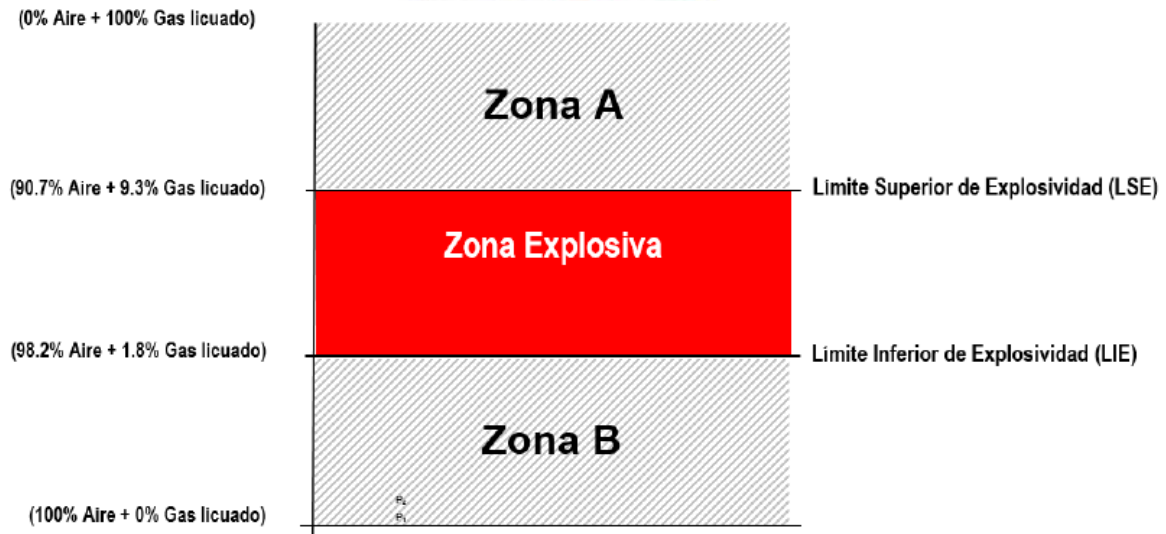 (0% Aire + 100% Gas licuado)
Zona A
(90.7% Aire + 9.3% Gas licuado)
Límite Superior de Explosividad (LSE)
Zona Explosiva
(98.2% Aire + 1.8% Gas licuado)
Límite Inferior de Explosividad (LIE)
Zona B
P₂
P₁
(100% Aire + 0% Gas licuado)